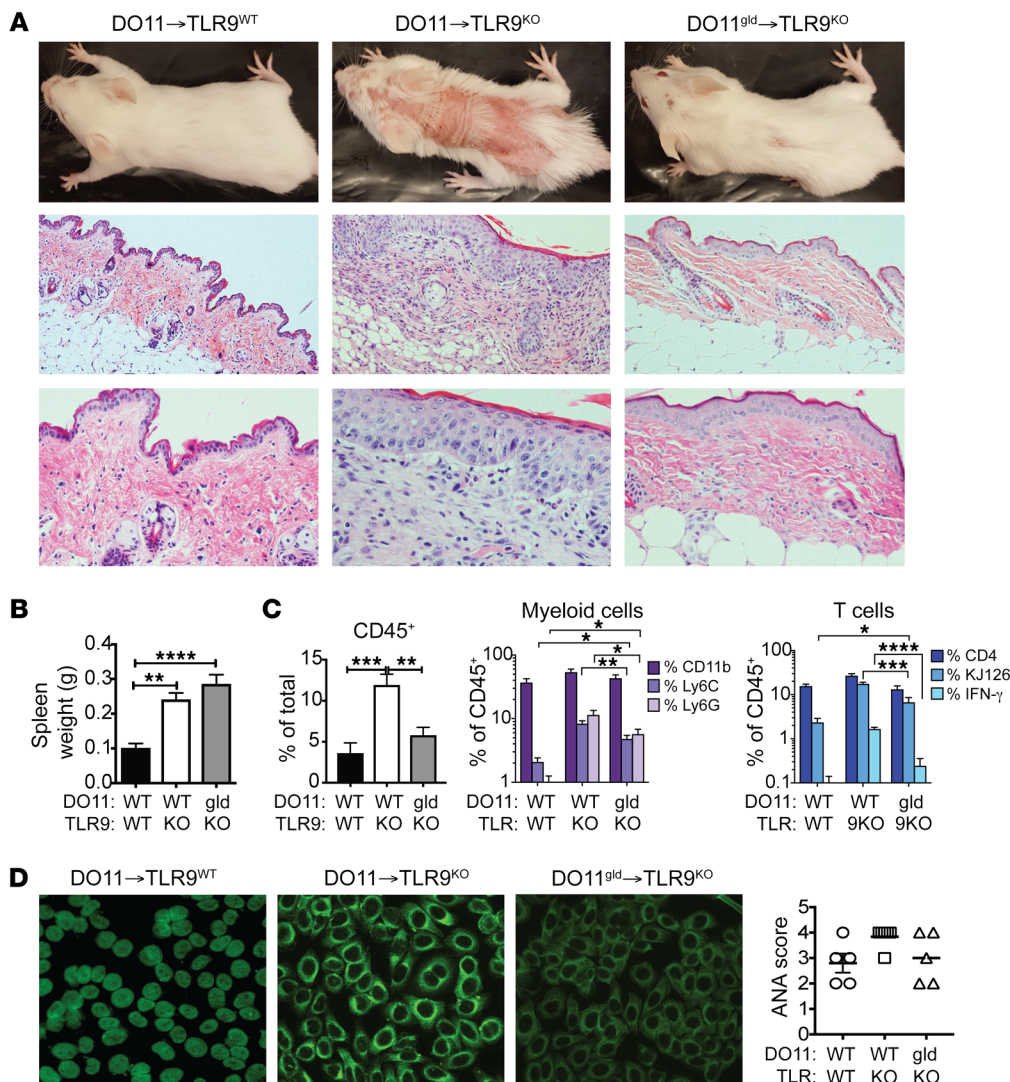 A
DO11→TLR9WT
DO11→TLR9KO
DO11gld→TLR9KO
B
Spleen
weight (g)
0.4
0.3
0.2
0.1
0.0
****
**
DO11: WT WT gld
TLR9: WT KO KO
C
CD45+
% of total
15
10
5
0
*** **
DO11: WT WT gld
TLR9: WT KO KO
Myeloid cells
% of CD45+
100
10
1
*
*
*
**
% CD11b
% Ly6C
% Ly6G
DO11: WT WT gld
TLR: WT KO KO
T cells
% of CD45+
100
10
1
0.1
*
****
***
% CD4
% KJ126
% IFN-γ
DO11: WT WT gld
TLR: WT 9KO 9KO
D
DO11→TLR9WT
DO11→TLR9KO
DO11gld→TLR9KO
ANA score
5
4
3
2
1
0
DO11: WT WT gld
TLR: WT KO KO